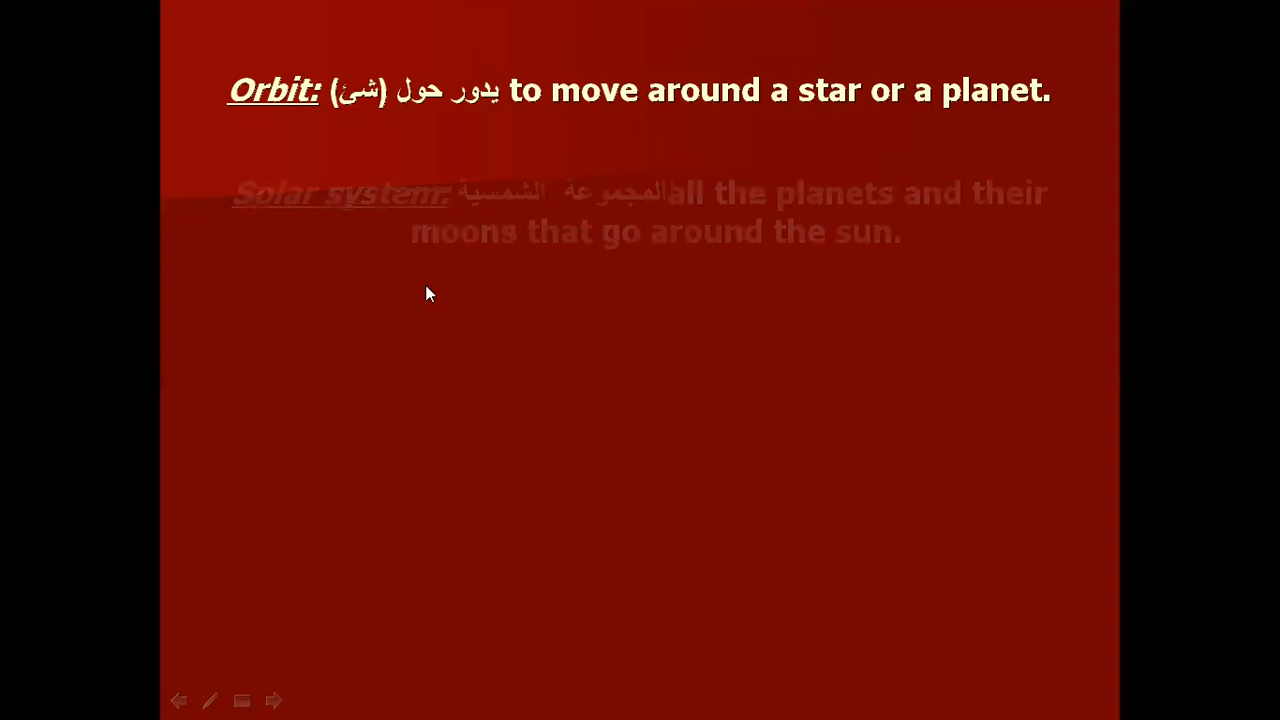 Orbit: يدور حول (شئ) to move around a star or a planet.
Solar system: المجموعة الشمسية all the planets and their
moons that go around the sun.